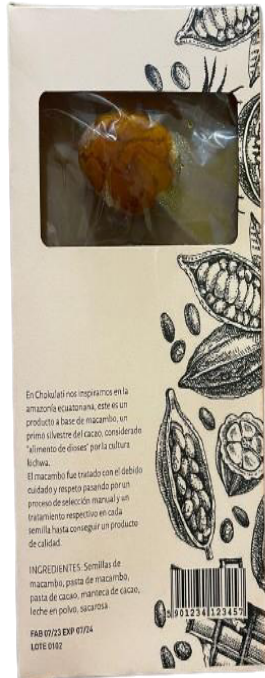 En Chokulati nos inspiramos en la
amazonía ecuatoriana, este es un
producto a base de macambo, un
primo silvestre del cacao, considerado
"alimento de dioses" por la cultura
kichwa.
El macambo fue tratado con el debido
cuidado y respeto pasando por un
proceso de selección manual y un
tratamiento respectivo en cada
semilla hasta conseguir un producto
de calidad.
INGREDIENTES: Semillas de
macambo, pasta de macambo,
pasta de cacao, manteca de cacao,
leche en polvo, sacarosa.
FAB 07/23 EXP 07/24
LOTE 0102
5 901234 123457